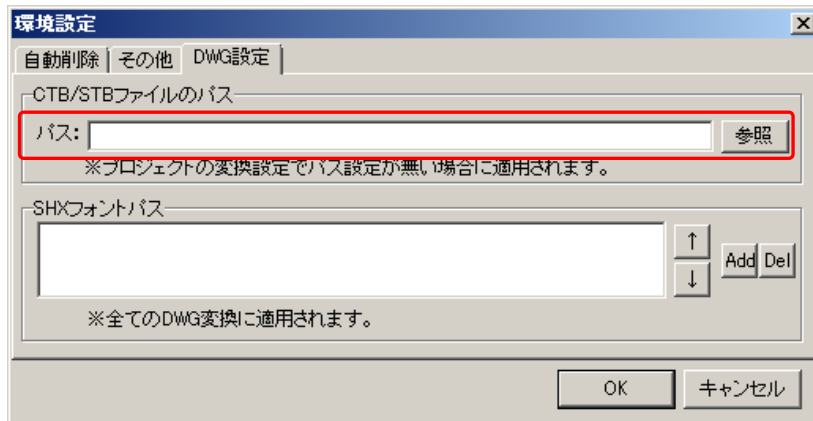 環境設定
自動削除 その他 DWG設定
CTB/STBファイルのパス
パス: 参照
※プロジェクトの変換設定でパス設定が無い場合に適用されます。
SHXフォントパス
↑
Add Del
↓
※全てのDWG変換に適用されます。
OK キャンセル